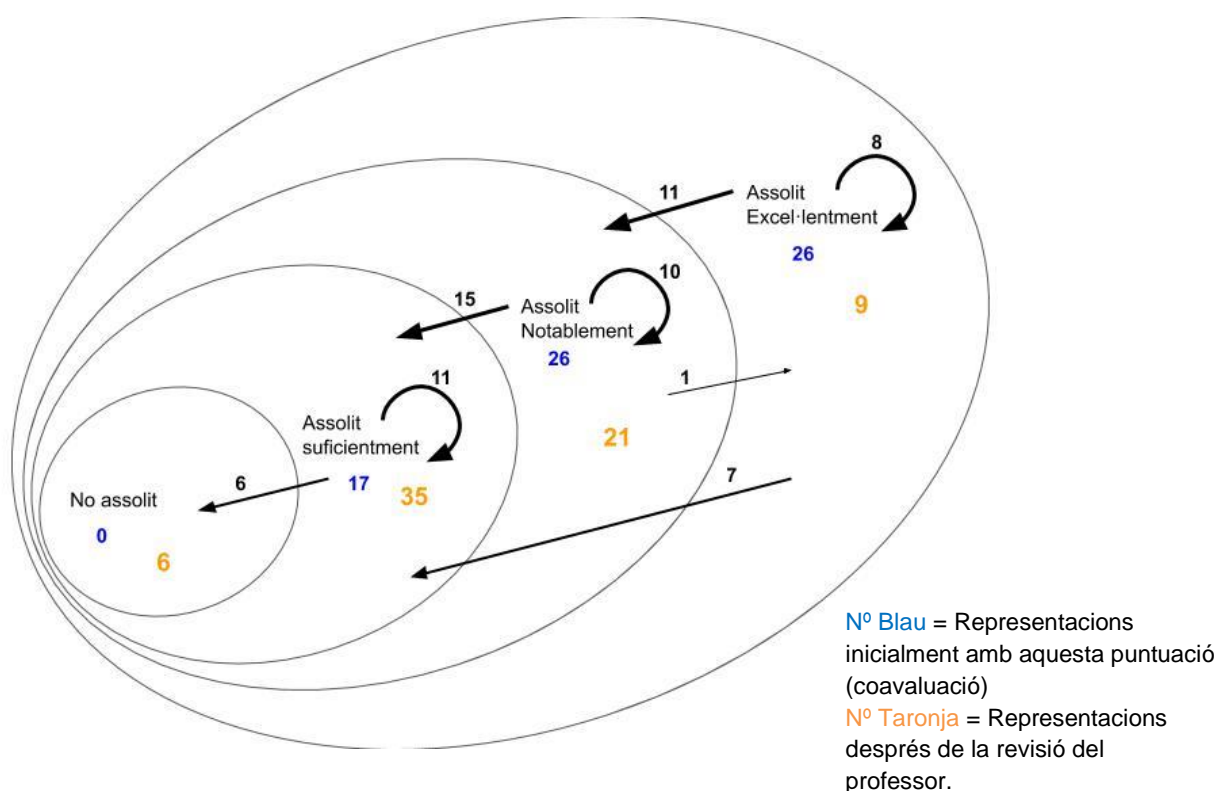 8
11
Assolit
Excel·lentment
26
9
10
15
Assolit
Notablement
26
1
21
11
Assolit
suficientment
17
35
7
6
No assolit
0
6
Nº Blau = Representacions
inicialment amb aquesta puntuació
(coavaluació)
Nº Taronja = Representacions
després de la revisió del
professor.